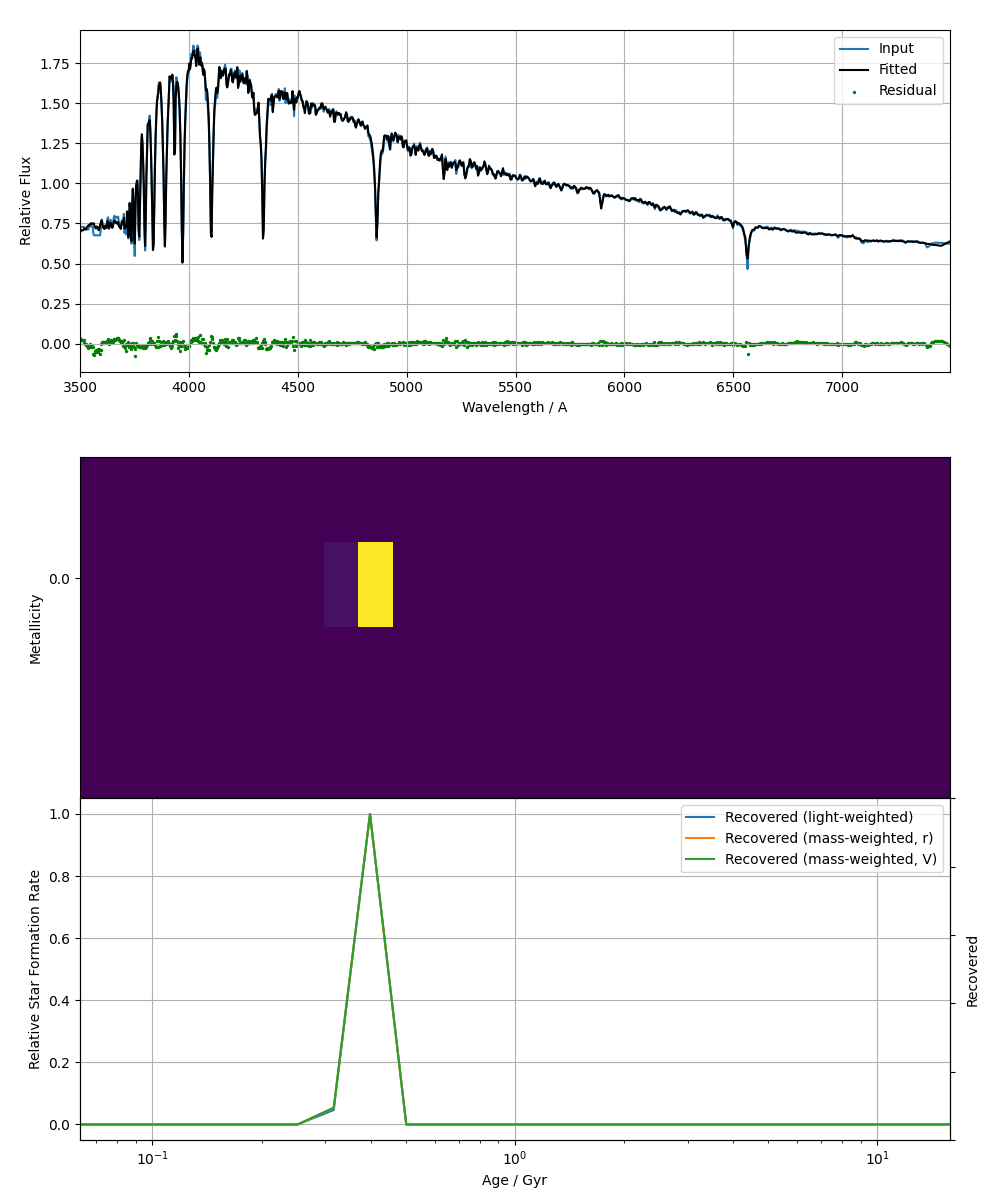 1.75
1.50
1.25
1.00
0.75
0.50
0.25
0.00
Relative Flux
Input
Fitted
Residual
3500 4000 4500 5000 5500 6000 6500 7000
Wavelength / A
0.0
Metallicity
1.0
0.8
0.6
0.4
0.2
0.0
Relative Star Formation Rate
Recovered (light-weighted)
Recovered (mass-weighted, r)
Recovered (mass-weighted, V)
Recovered
10⁻¹ 10⁰ 10¹
Age / Gyr